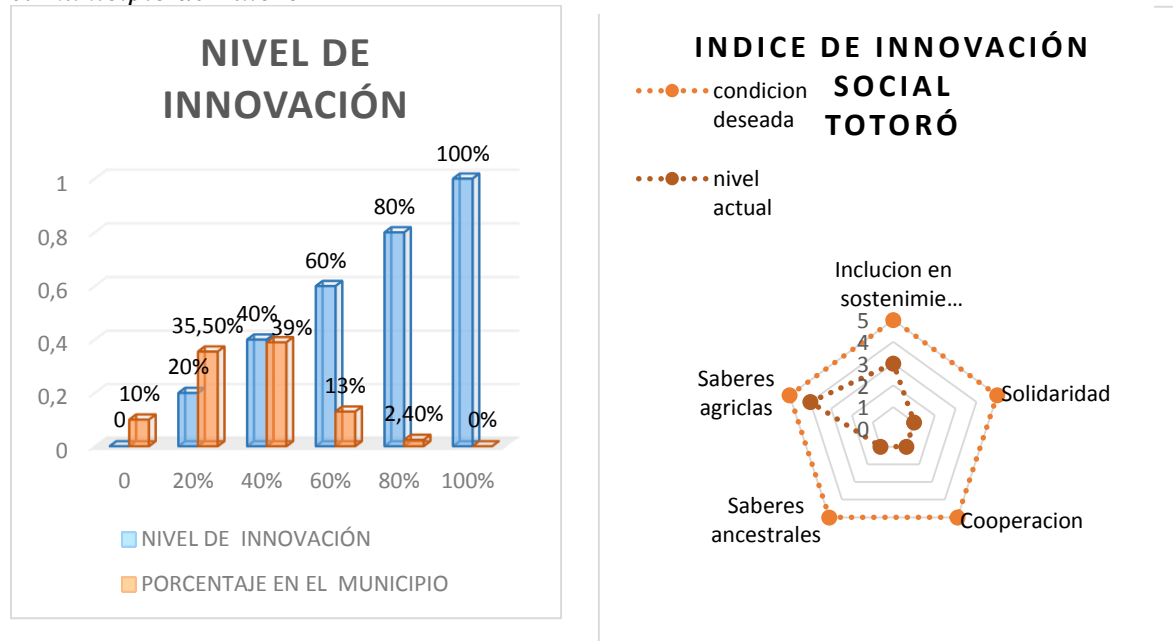 NIVEL DE
INNOVACIÓN
100%
80%
60%
40%
39%
35,50%
20%
13%
10%
2,40%
0
0%
1
0,8
0,6
0,4
0,2
0
0 20% 40% 60% 80% 100%
NIVEL DE INNOVACIÓN
PORCENTAJE EN EL MUNICIPIO
INDICE DE INNOVACIÓN
SOCIAL
TOTORÓ
condicion
deseada
nivel
actual
Inclucion en
sostenimie...
5
4
3
2
1
0
Solidaridad
Cooperacion
Saberes
ancestrales
Saberes
agriclas